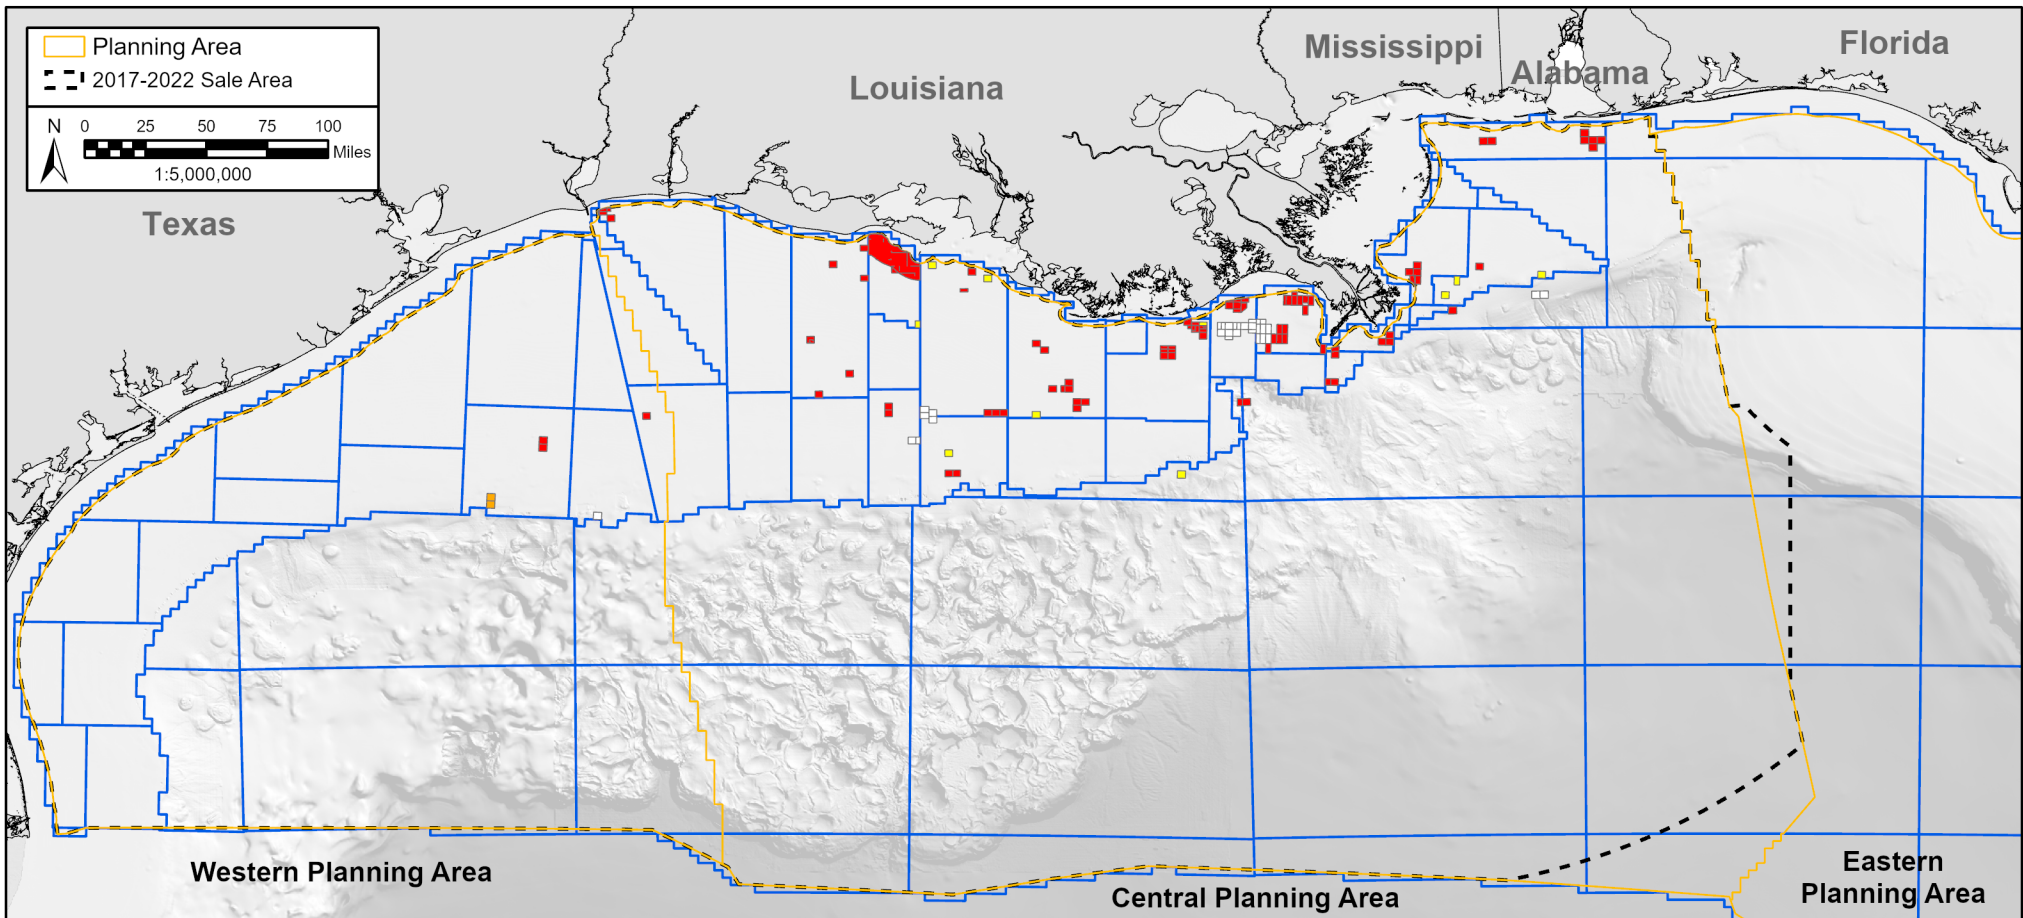 Planning Area
2017-2022 Sale Area
N
0 25 50 75 100
Miles
1:5,000,000
Texas
Louisiana
Mississippi
Alabama
Florida
Western Planning Area
Central Planning Area
Eastern
Planning Area